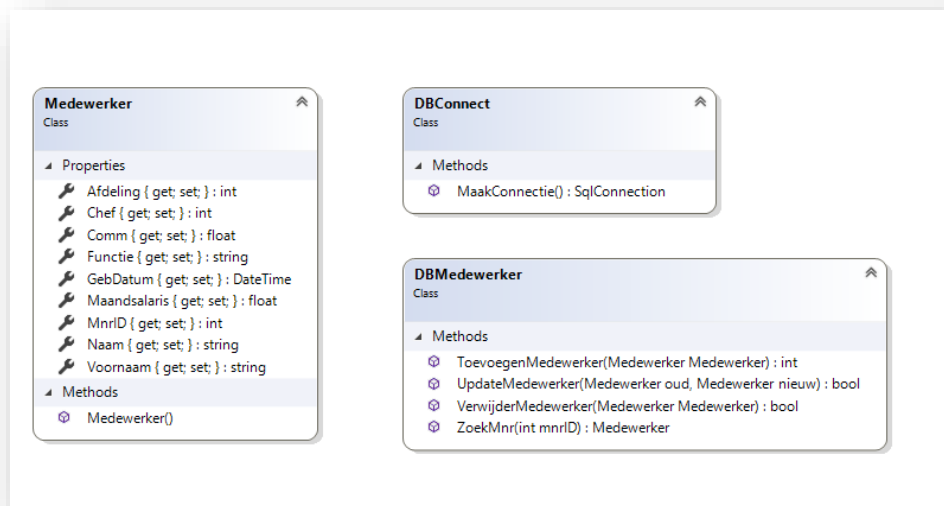 Medewerker
Class
Properties
Afdeling { get; set; } : int
Chef { get; set; } : int
Comm { get; set; } : float
Functie { get; set; } : string
GebDatum { get; set; } : DateTime
Maandsalaris { get; set; } : float
MnrID { get; set; } : int
Naam { get; set; } : string
Voornaam { get; set; } : string
Methods
Medewerker()
DBConnect
Class
Methods
MaakConnectie() : SqlConnection
DBMedewerker
Class
Methods
ToevoegenMedewerker(Medewerker Medewerker) : int
UpdateMedewerker(Medewerker oud, Medewerker nieuw) : bool
VerwijderMedewerker(Medewerker Medewerker) : bool
ZoekMnr(int mnrID) : Medewerker